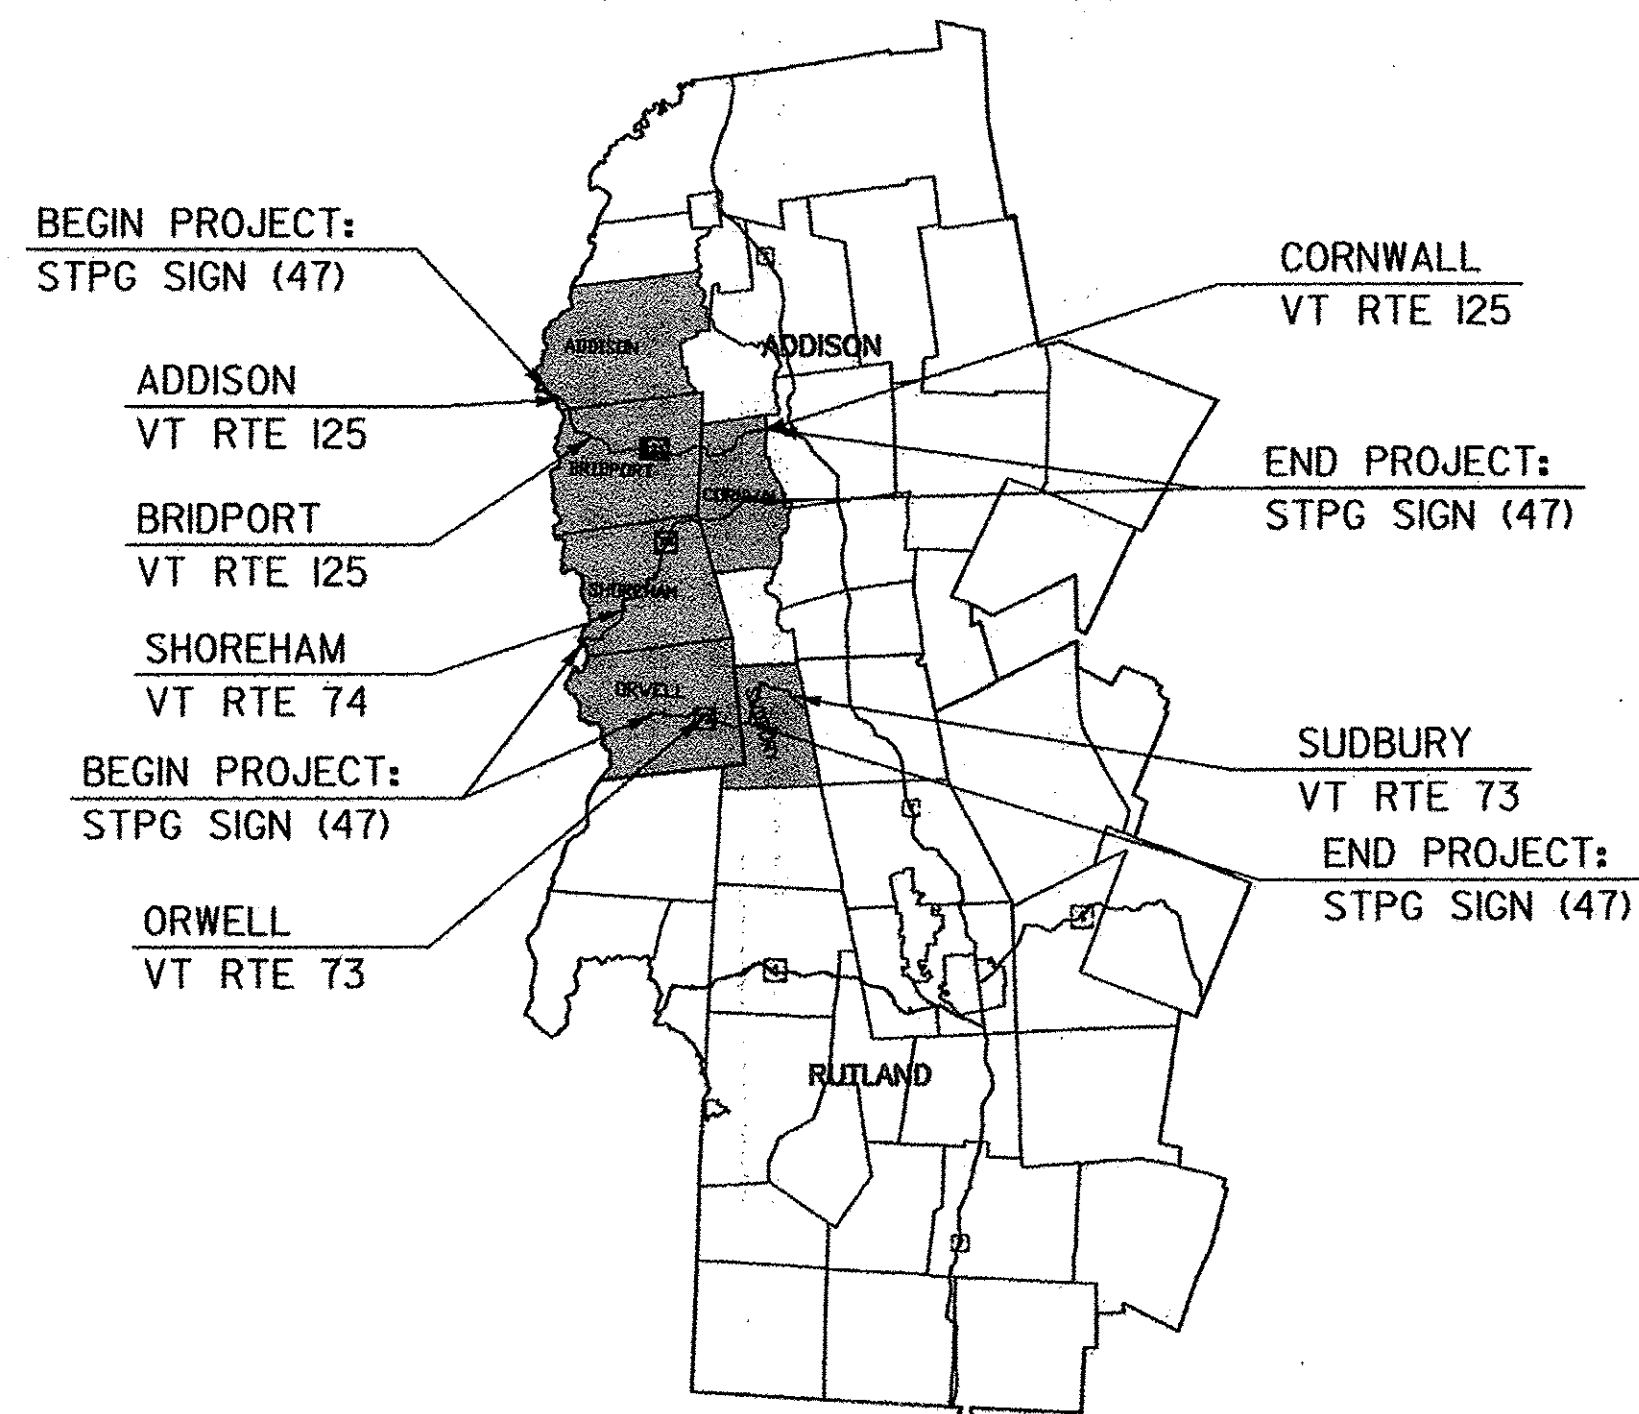 BEGIN PROJECT:
STPG SIGN (47)
CORNWALL
VT RTE 125
ADDISON
ADDISON
ADDISON
VT RTE 125
BRIDPORT
END PROJECT:
STPG SIGN (47)
BRIDPORT
VT RTE 125
SHOREHAM
SHOREHAM
VT RTE 74
ORWELL
BEGIN PROJECT:
STPG SIGN (47)
SUDBURY
VT RTE 73
END PROJECT:
STPG SIGN (47)
ORWELL
VT RTE 73
RUTLAND
7